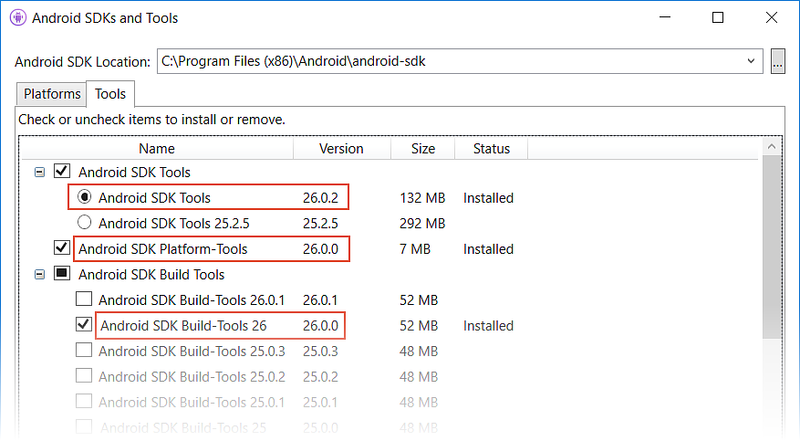 Android SDKs and Tools
Android SDK Location: C:\Program Files (x86)\Android\android-sdk ...
Platforms Tools
Check or uncheck items to install or remove.
Name Version Size Status
Android SDK Tools
Android SDK Tools 26.0.2 132 MB Installed
Android SDK Tools 25.2.5 25.2.5 292 MB
Android SDK Platform-Tools 26.0.0 7 MB Installed
Android SDK Build Tools
Android SDK Build-Tools 26.0.1 26.0.1 52 MB
Android SDK Build-Tools 26 26.0.0 52 MB Installed
Android SDK Build-Tools 25.0.3 25.0.3 48 MB
Android SDK Build-Tools 25.0.2 25.0.2 48 MB
Android SDK Build-Tools 25.0.1 25.0.1 48 MB
Android SDK Build-Tools 25 25.0.0 48 MB